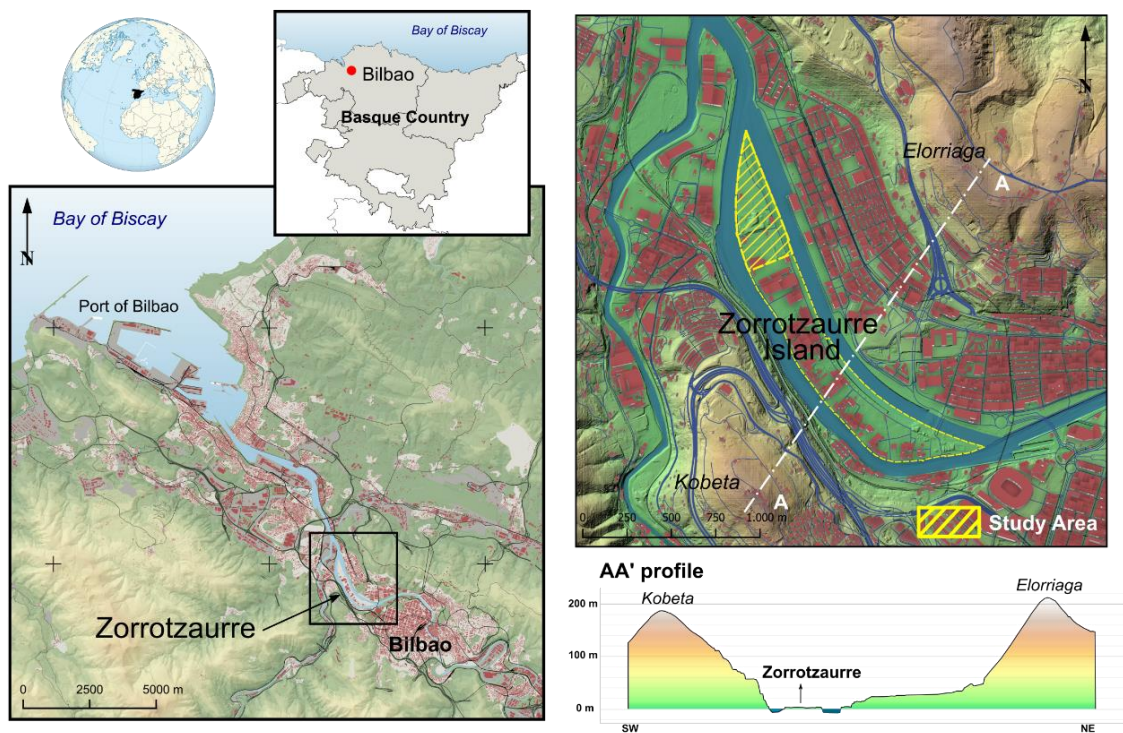 Bay of Biscay
Bilbao
Basque Country
Bay of Biscay
N
Port of Bilbao
Zorrotzaurre
Bilbao
0 2500 5000 m
N
Elorriaga
A
Zorrotzaurre
Island
Kobeta
A
0 250 500 750 1.000 m
Study Area
AA' profile
Kobeta
Elorriaga
200 m
100 m
Zorrotzaurre
0 m
SW
NE